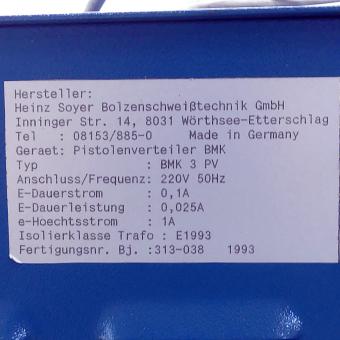 Hersteller:
Heinz Soyer Bolzenschweißtechnik GmbH
Inninger Str. 14, 8031 Wörthsee-Etterschlag
Tel : 08153/885-0 Made in Germany
Geraet: Pistolenverteiler BMK
Typ : BMK 3 PV
Anschluss/Frequenz: 220V 50Hz
E-Dauerstrom : 0,1A
E-Dauerleistung : 0,025A
e-Hoechtsstrom : 1A
Isolierklasse Trafo : E1993
Fertigungsnr. Bj. :313-038 1993